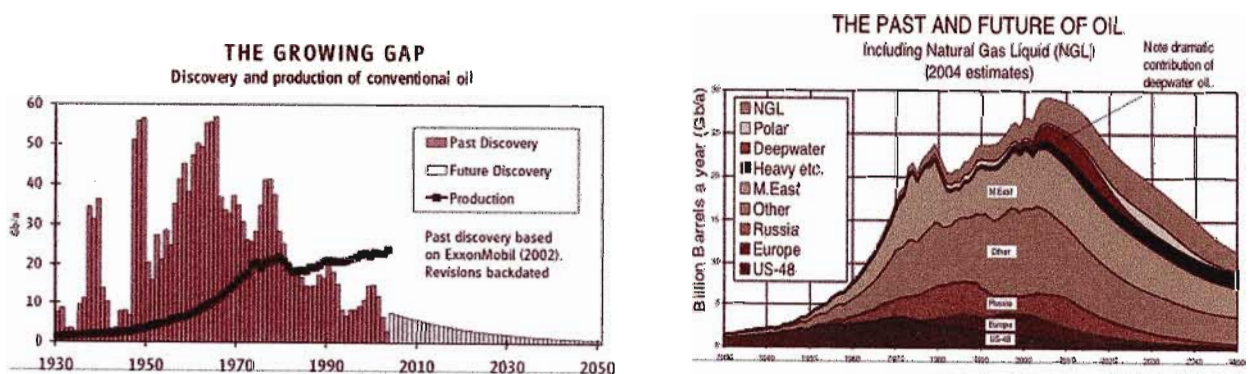 THE GROWING GAP
Discovery and production of conventional oil
60
50
40
30
20
10
0
Gb/a
Past Discovery
Future Discovery
Production
Past discovery based
on ExxonMobil (2002).
Revisions backdated
1930 1950 1970 1990 2010 2030 2050
THE PAST AND FUTURE OF OIL
Including Natural Gas Liquid (NGL)
(2004 estimates)
Note dramatic
contribution of
deepwater oil.
Billion Barrels a year (Gb/a)
NGL
Polar
Deepwater
Heavy etc.
M.East
Other
Russia
Europe
US-48
M.East
Other
Russia
Europe
US-48